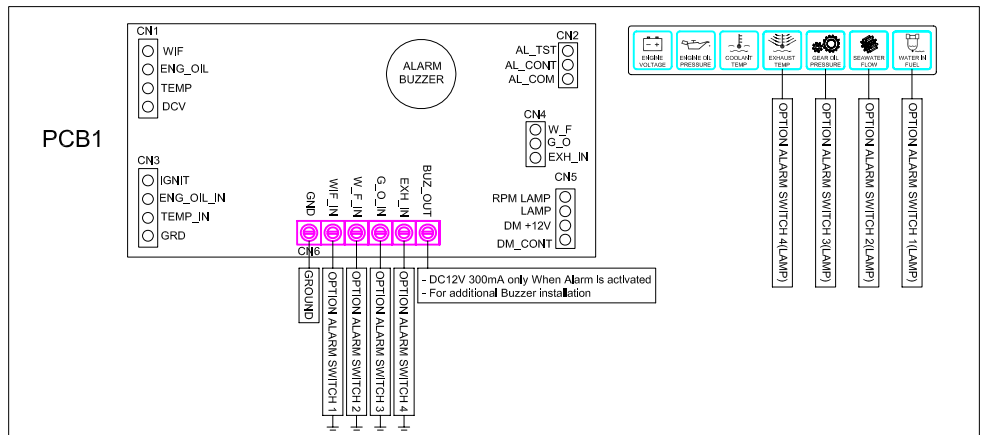 PCB1
CN1
WIF
ENG_OIL
TEMP
DCV
ALARM
BUZZER
CN2
AL_TST
AL_CONT
AL_COM
CN4
W_F
G_O
EXH_IN
CN3
IGNIT
ENG_OIL_IN
TEMP_IN
GRD
CN5
RPM LAMP
LAMP
DM +12V
DM_CONT
GND
WIF_IN
W_F_IN
G_O_IN
EXH_IN
BUZ_OUT
CN6
GROUND
OPTION ALARM SWITCH 1
OPTION ALARM SWITCH 2
OPTION ALARM SWITCH 3
OPTION ALARM SWITCH 4
- DC12V 300mA only When Alarm Is activated
- For additional Buzzer installation
ENGINE
VOLTAGE
ENGINE OIL
PRESSURE
COOLANT
TEMP
EXHAUST
TEMP
GEAR OIL
PRESSURE
SEAWATER
FLOW
WATER IN
FUEL
OPTION ALARM SWITCH 4(LAMP)
OPTION ALARM SWITCH 3(LAMP)
OPTION ALARM SWITCH 2(LAMP)
OPTION ALARM SWITCH 1(LAMP)